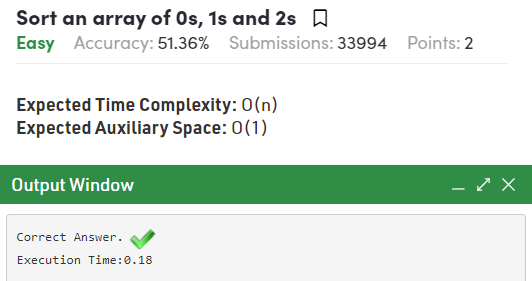 Sort an array of 0s, 1s and 2s
Easy Accuracy: 51.36% Submissions: 33994 Points: 2
Expected Time Complexity: O(n)
Expected Auxiliary Space: O(1)
Output Window
Correct Answer.
Execution Time:0.18